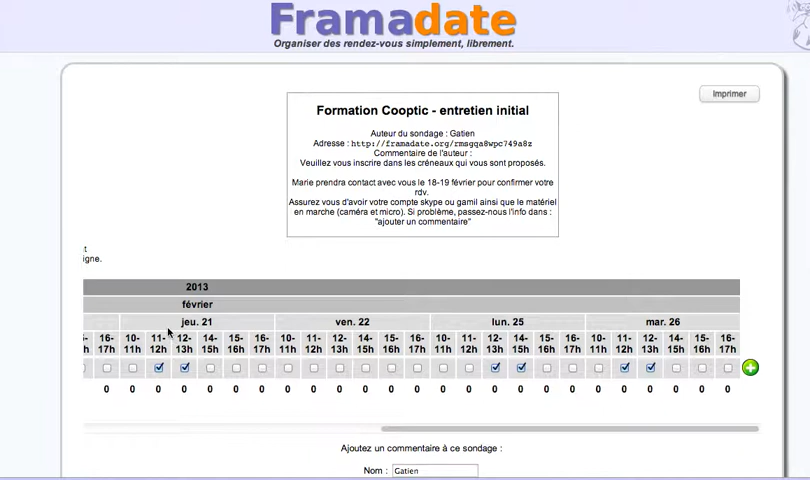 Framadate
Organiser des rendez-vous simplement, librement.
Imprimer
Formation Cooptic - entretien initial
Auteur du sondage : Gatien
Adresse : http://framadate.org/rmsgqa8wpc749a8z
Commentaire de l'auteur :
Veuillez vous inscrire dans les créneaux qui vous sont proposés.
Marie prendra contact avec vous le 18-19 février pour confirmer votre
rdv.
Assurez vous d'avoir votre compte skype ou gamil ainsi que le matériel
en marche (caméra et micro). Si problème, passez-nous l'info dans :
"ajouter un commentaire"
t
igne.
2013
février
jeu. 21 ven. 22 lun. 25 mar. 26
16- 10- 11- 12- 14- 15- 16- 10- 11- 12- 14- 15- 16- 10- 11- 12- 14- 15- 16- 10- 11- 12- 14- 15- 16-
h 17h 11h 12h 13h 15h 16h 17h 11h 12h 13h 15h 16h 17h 11h 12h 13h 15h 16h 17h 11h 12h 13h 15h 16h 17h
0 0 0 0 0 0 0 0 0 0 0 0 0 0 0 0 0 0 0 0 0 0 0 0 0
Ajoutez un commentaire à ce sondage :
Nom : Gatien